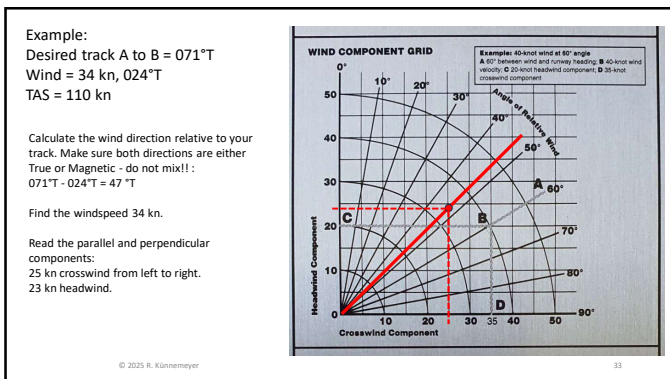 Example:
Desired track A to B = 071°T
Wind = 34 kn, 024°T
TAS = 110 kn
Calculate the wind direction relative to your
track. Make sure both directions are either
True or Magnetic - do not mix!! :
071°T - 024°T = 47 °T
Find the windspeed 34 kn.
Read the parallel and perpendicular
components:
25 kn crosswind from left to right.
23 kn headwind.
WIND COMPONENT GRID
Example: 40-knot wind at 60° angle
A 60° between wind and runway heading; B 40-knot wind
velocity; C 20-knot headwind component; D 35-knot
crosswind component
0°
10°
20°
30°
40°
Angle of Relative Wind
50°
A
60°
70°
80°
90°
50
40
30
20
10
0
C
B
D
Headwind Component
10
20
30
35
40
50
Crosswind Component
© 2025 R. Künnemeyer
33